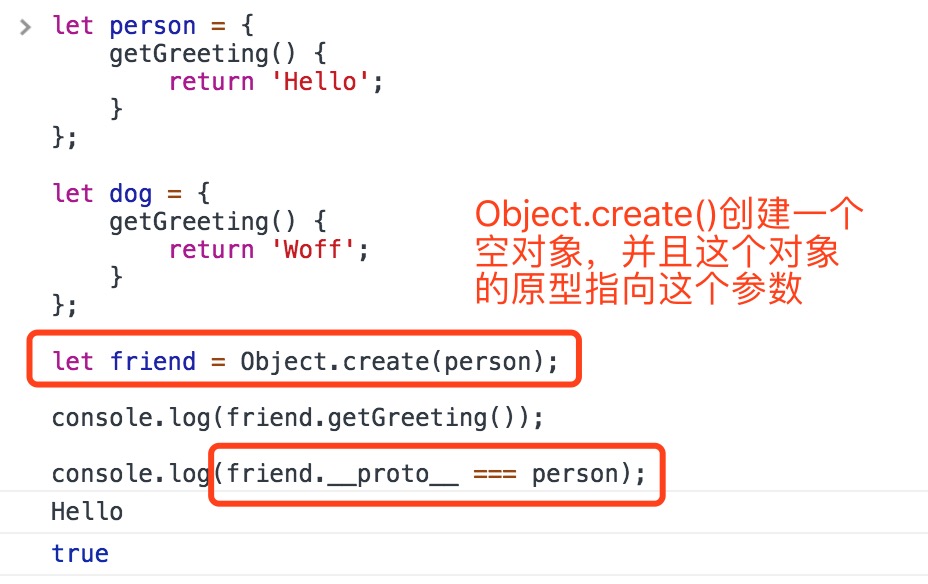 let person = {
    getGreeting() {
        return 'Hello';
    }
};
let dog = {
    getGreeting() {
        return 'Woff';
    }
};
Object.create()创建一个
空对象，并且这个对象
的原型指向这个参数
let friend = Object.create(person);
console.log(friend.getGreeting());
console.log(friend.__proto__ === person);
Hello
true